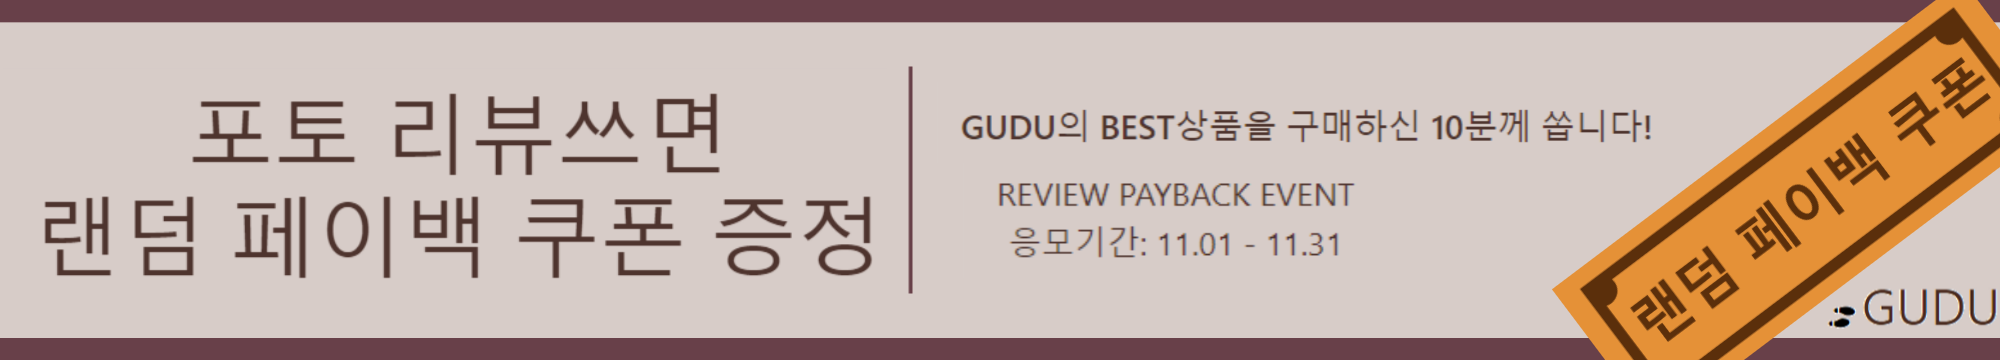 포토 리뷰쓰면
랜덤 페이백 쿠폰 증정
GUDU의 BEST상품을 구매하신 10분께 쏩니다!
REVIEW PAYBACK EVENT
응모기간: 11.01 - 11.31
랜덤 페이백 쿠폰
GUDU